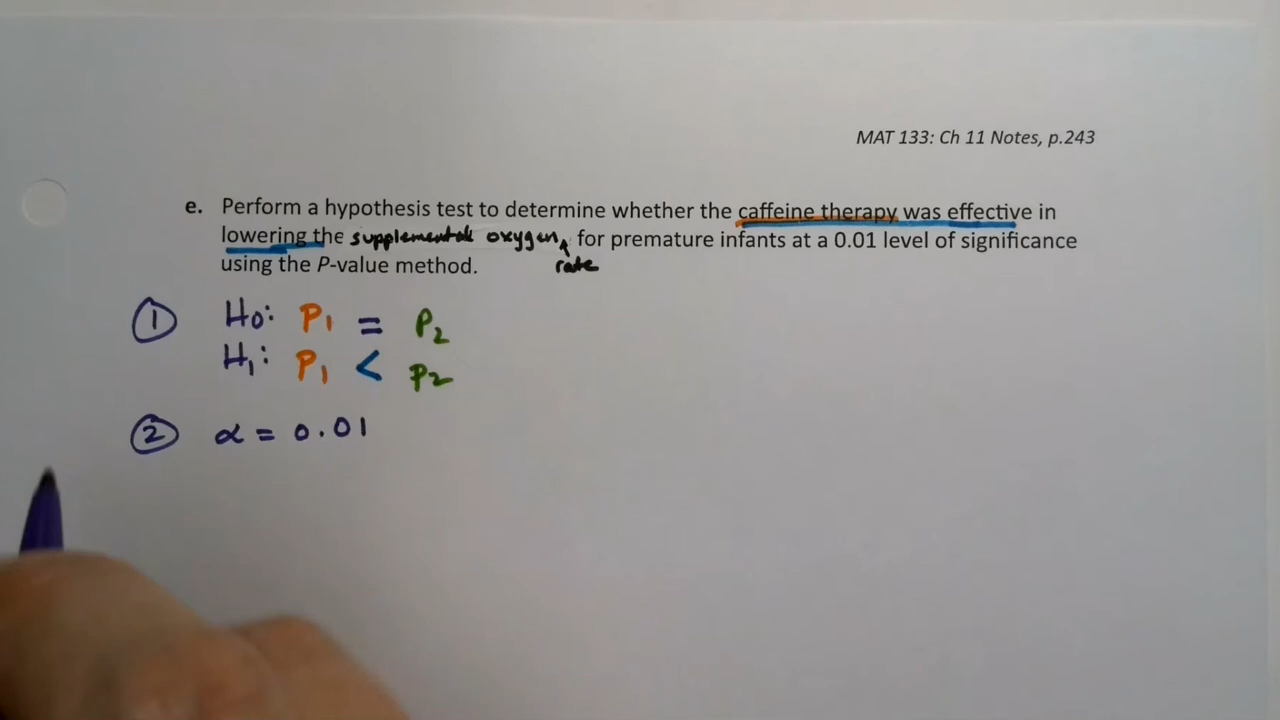 MAT 133: Ch 11 Notes, p.243
e. Perform a hypothesis test to determine whether the caffeine therapy was effective in
lowering the supplemental oxygen rate for premature infants at a 0.01 level of significance
using the P-value method.
① H₀: P₁ = P₂
H₁: P₁ < P₂
② α = 0.01